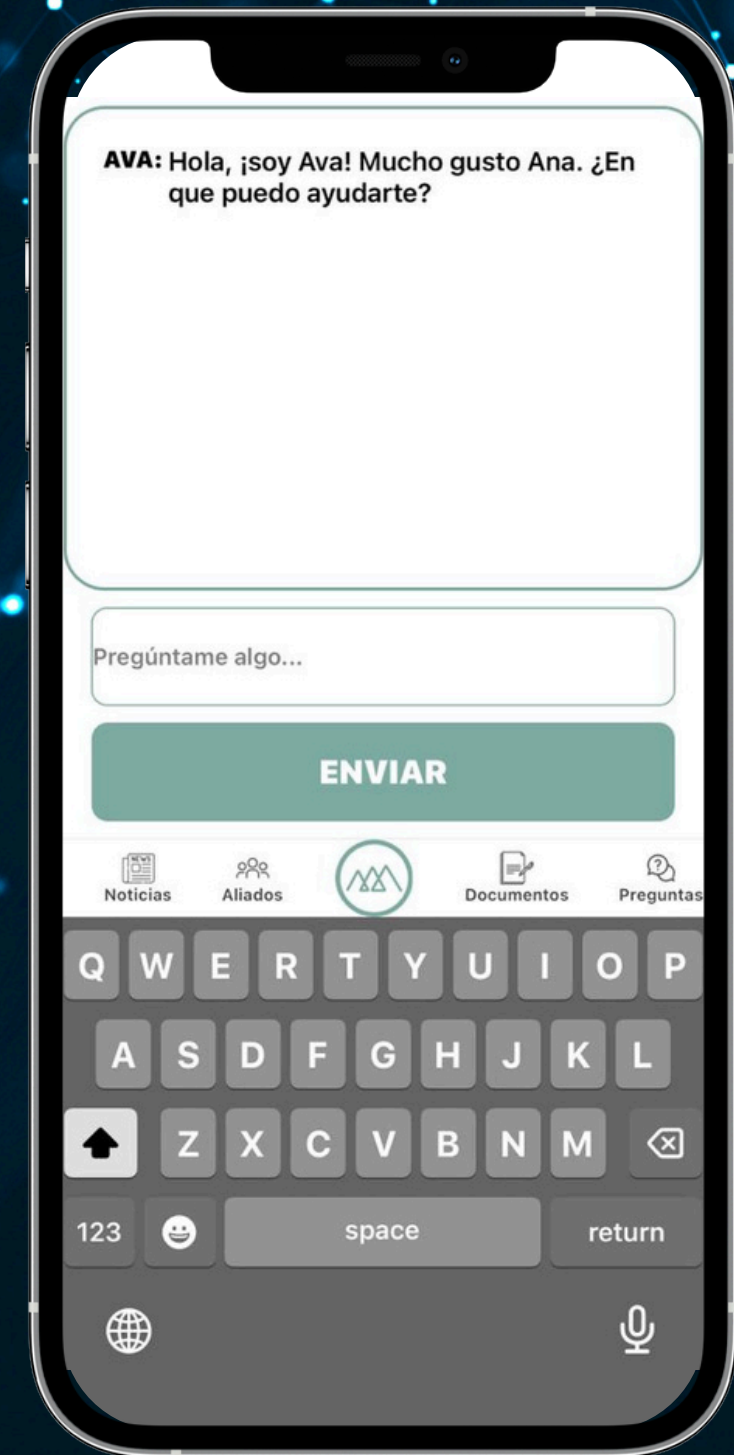 AVA: Hola, ¡soy Ava! Mucho gusto Ana. ¿En
que puedo ayudarte?
Pregúntame algo...
ENVIAR
NEWS
Noticias Aliados Documentos Preguntas
Q W E R T Y U I O P
A S D F G H J K L
Z X C V B N M
123 space return